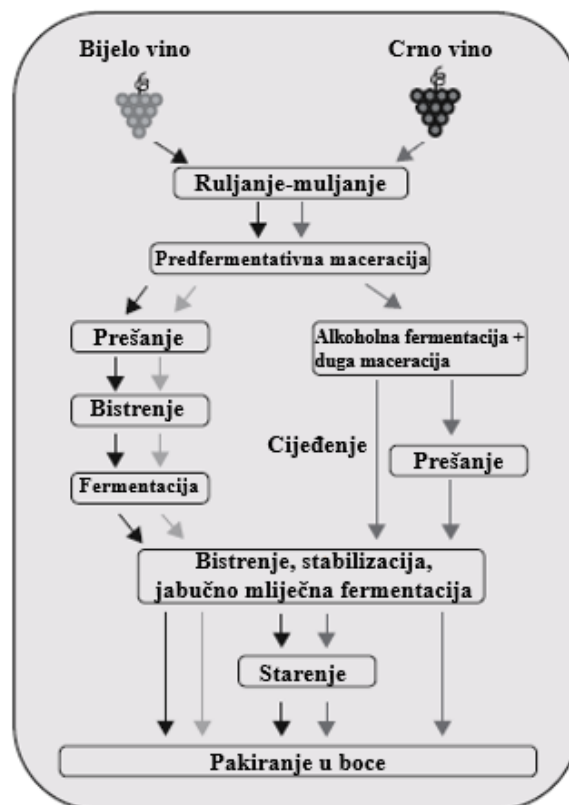 Bijelo vino
Crno vino
Ruljanje-muljanje
Predfermentativna maceracija
Prešanje
Alkoholna fermentacija +
duga maceracija
Bistrenje
Cijeđenje
Prešanje
Fermentacija
Bistrenje, stabilizacija,
jabučno mliječna fermentacija
Starenje
Pakiranje u boce